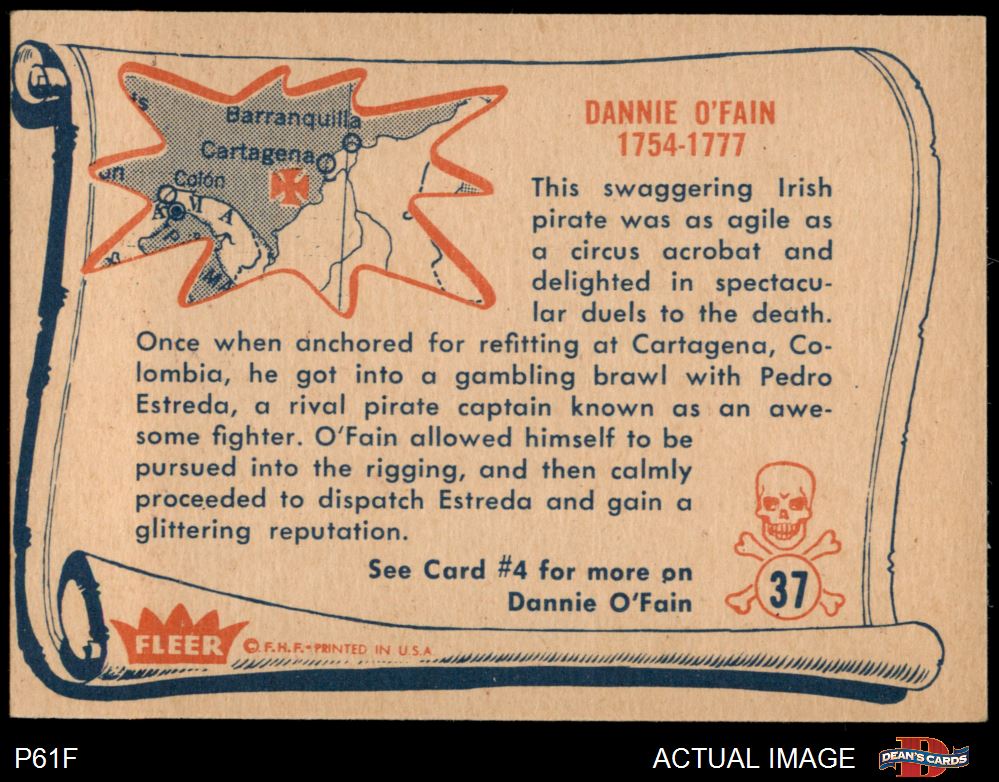 Barranquilla
Cartagena
Colón
DANNIE O'FAIN
1754-1777
This swaggering Irish
pirate was as agile as
a circus acrobat and
delighted in spectacu-
lar duels to the death.
Once when anchored for refitting at Cartagena, Co-
lombia, he got into a gambling brawl with Pedro
Estreda, a rival pirate captain known as an awe-
some fighter. O'Fain allowed himself to be
pursued into the rigging, and then calmly
proceeded to dispatch Estreda and gain a
glittering reputation.
See Card #4 for more on
Dannie O'Fain
37
FLEER
© F.H.F.-PRINTED IN U.S.A.
P61F
ACTUAL IMAGE
DEAN'S CARDS